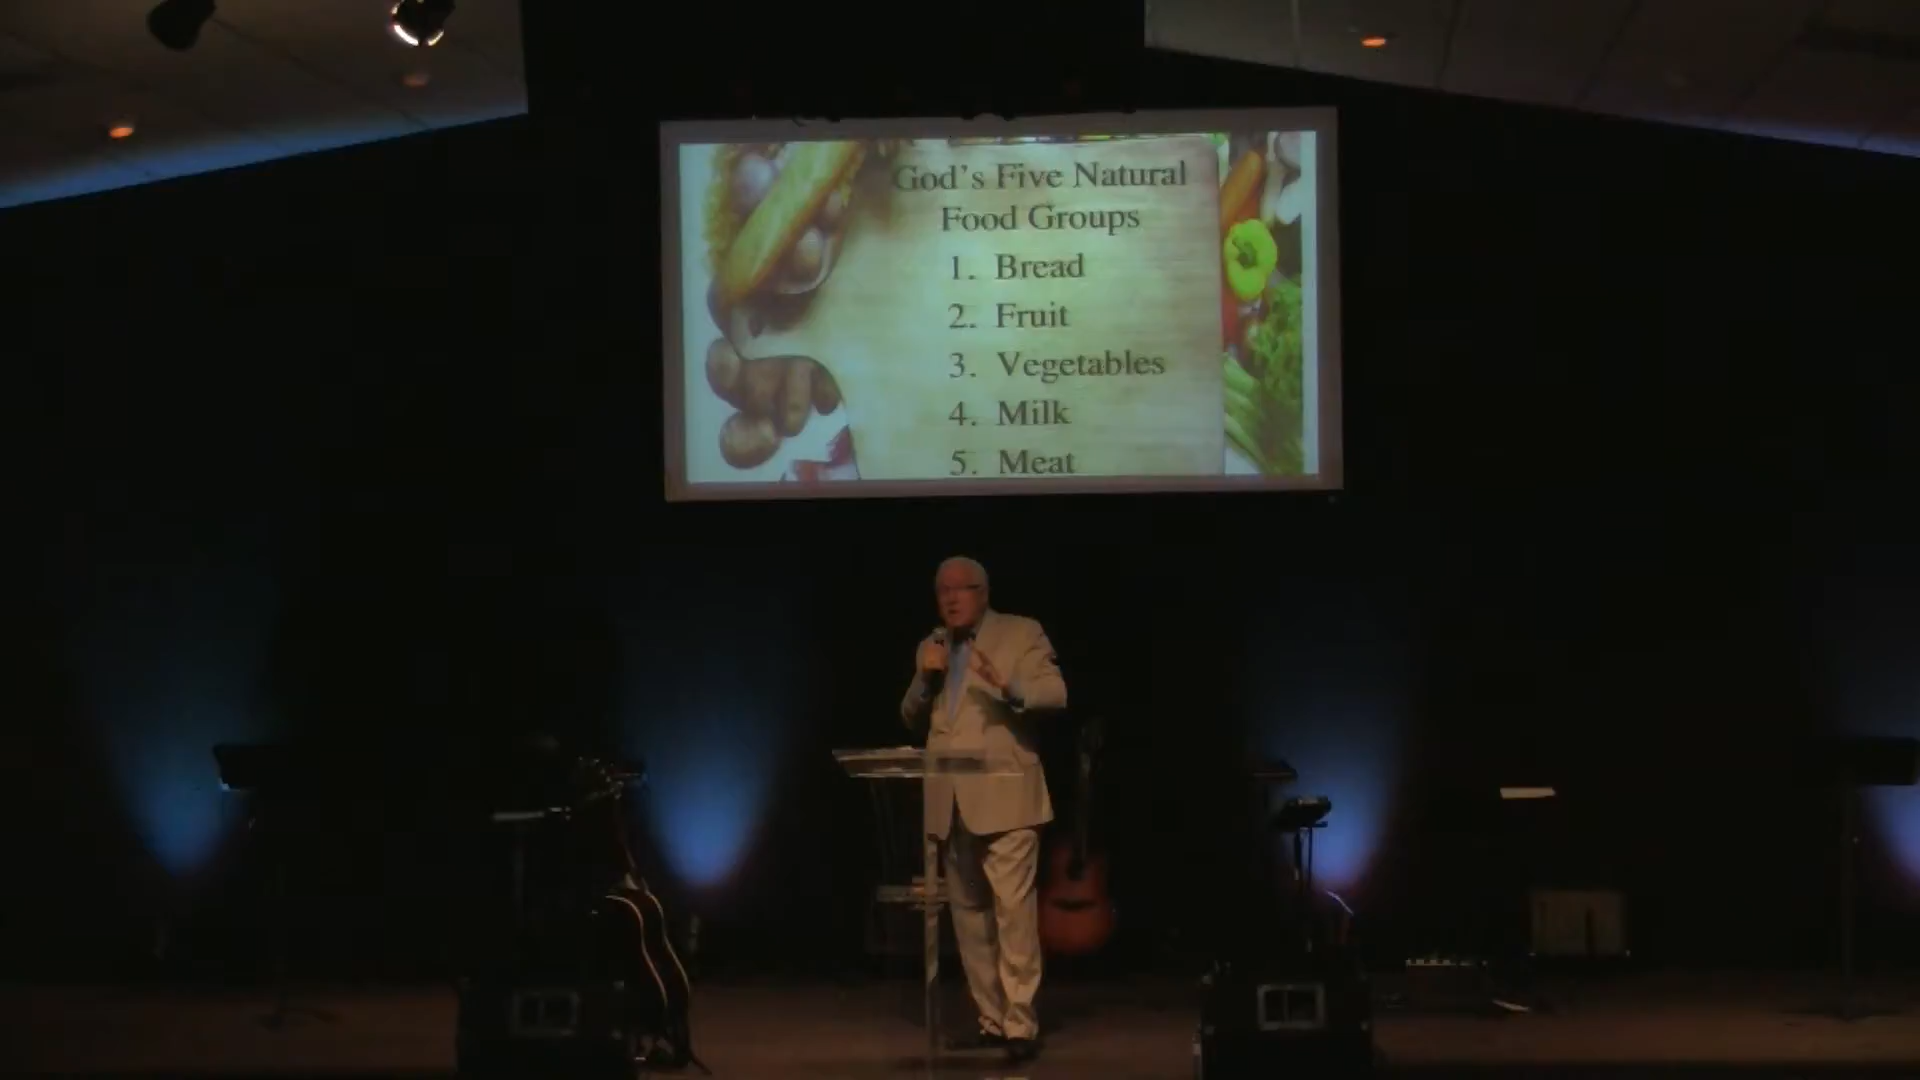 God's Five Natural
Food Groups
1. Bread
2. Fruit
3. Vegetables
4. Milk
5. Meat